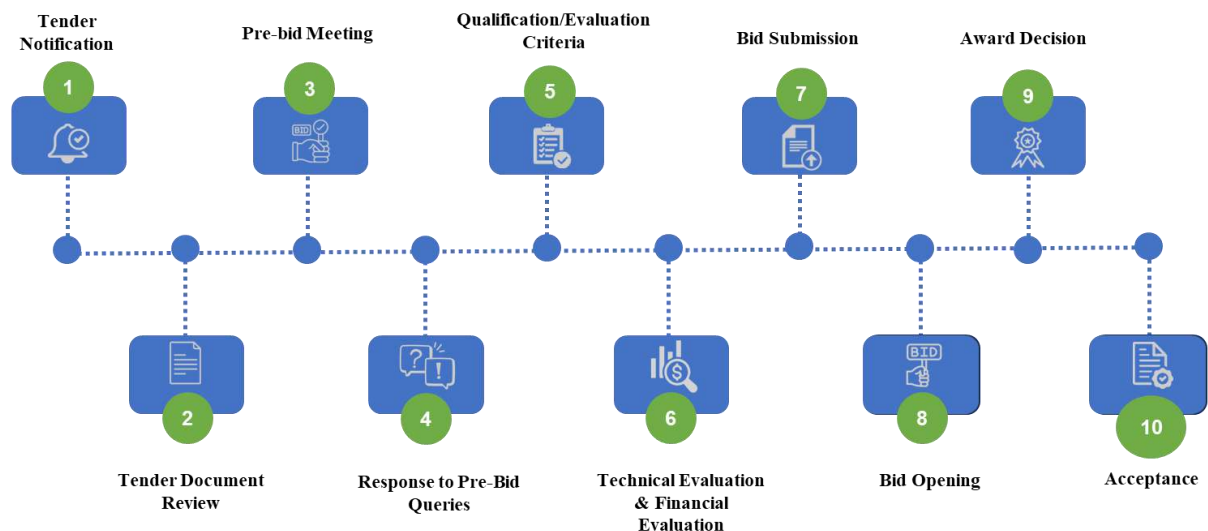 Tender
Notification
1
Tender Document
Review
2
Pre-bid Meeting
3
BID
Response to Pre-Bid
Queries
4
?
!
Qualification/Evaluation
Criteria
5
Technical Evaluation
& Financial
Evaluation
6
$
Bid Submission
7
Bid Opening
8
BID
Award Decision
9
Acceptance
10